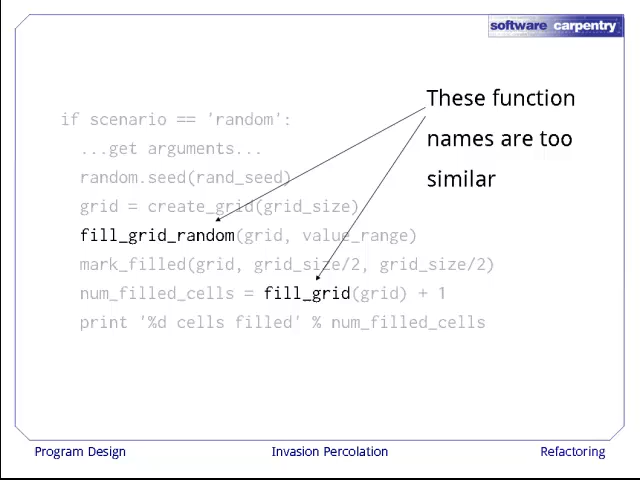 software carpentry
These function
names are too
similar
if scenario == 'random':
...get arguments...
random.seed(rand_seed)
grid = create_grid(grid_size)
fill_grid_random(grid, value_range)
mark_filled(grid, grid_size/2, grid_size/2)
num_filled_cells = fill_grid(grid) + 1
print '%d cells filled' % num_filled_cells
Program Design
Invasion Percolation
Refactoring